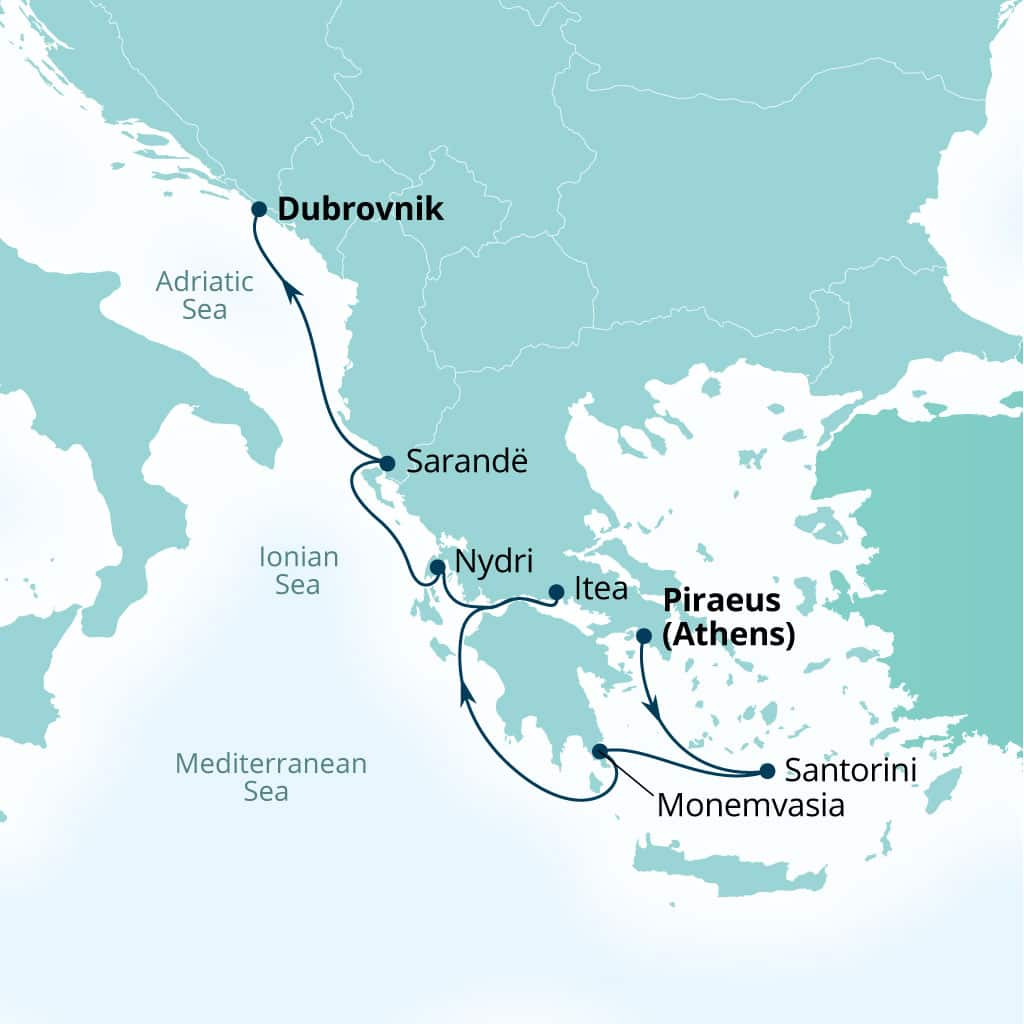 Dubrovnik
Adriatic
Sea
Sarandë
Ionian
Sea
Nydri
Itea
Piraeus
(Athens)
Mediterranean
Sea
Santorini
Monemvasia